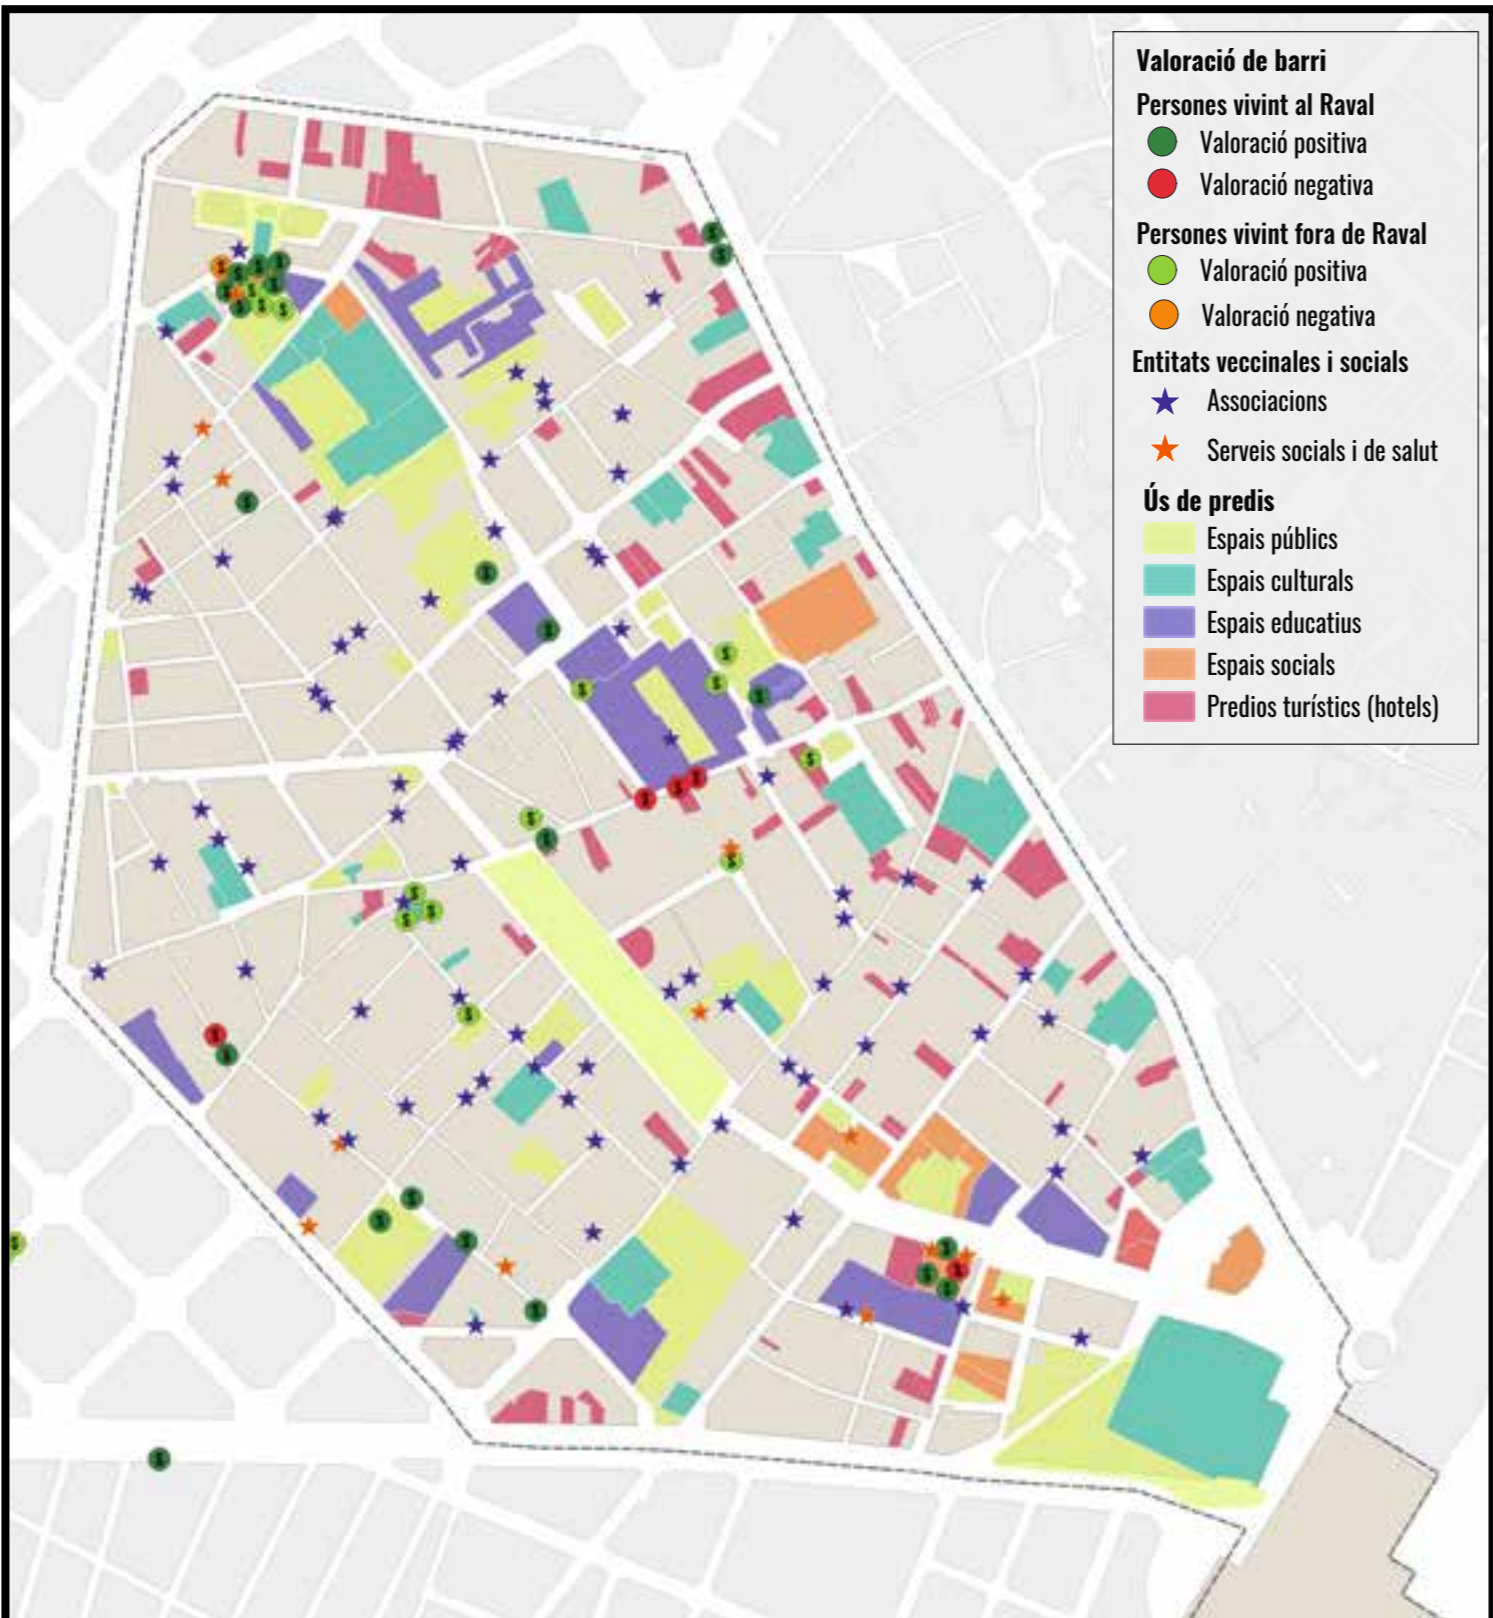 Valoració de barri
Persones vivint al Raval
Valoració positiva
Valoració negativa
Persones vivint fora de Raval
Valoració positiva
Valoració negativa
Entitats veccinales i socials
Associacions
Serveis socials i de salut
Ús de predis
Espais públics
Espais culturals
Espais educatius
Espais socials
Predios turístics (hotels)